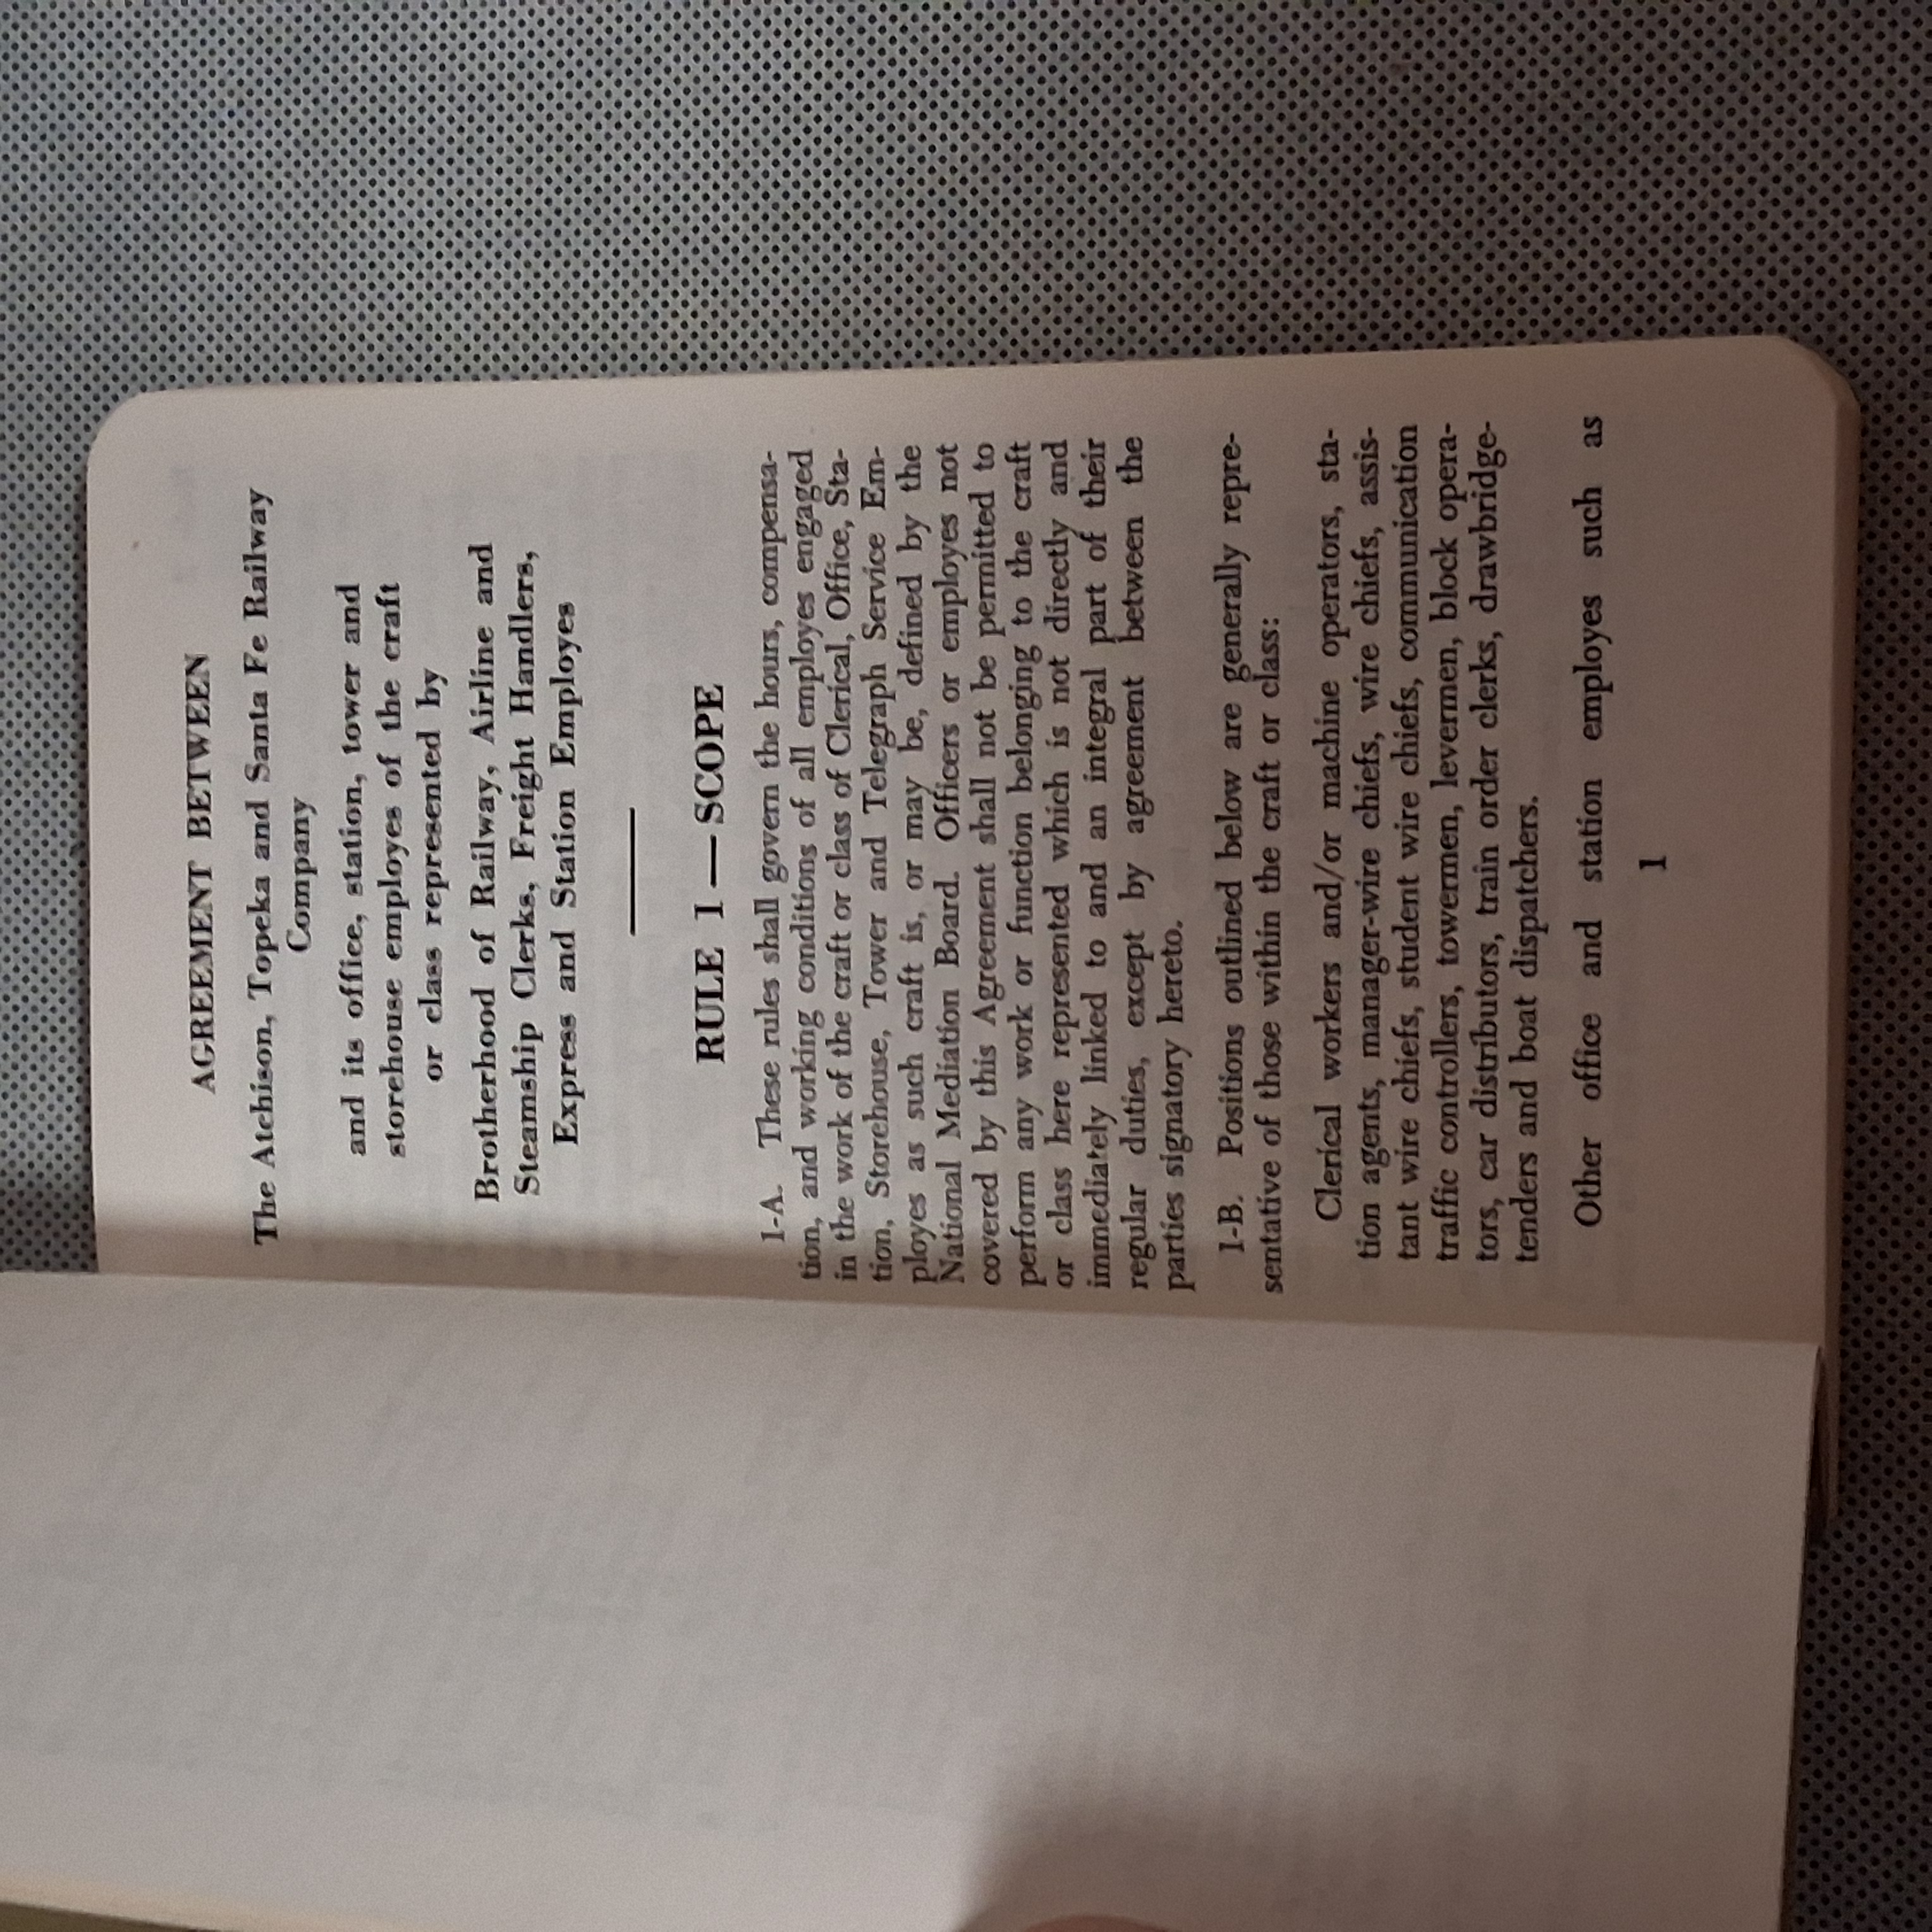 AGREEMENT BETWEEN
The Atchison, Topeka and Santa Fe Railway
Company
and its office, station, tower and
storehouse employes of the craft
or class represented by
Brotherhood of Railway, Airline and
Steamship Clerks, Freight Handlers,
Express and Station Employes
RULE 1—SCOPE
1-A. These rules shall govern the hours, compensa-
tion, and working conditions of all employes engaged
in the work of the craft or class of Clerical, Office, Sta-
tion, Storehouse, Tower and Telegraph Service Em-
ployes as such craft is, or may be, defined by the
National Mediation Board. Officers or employes not
covered by this Agreement shall not be permitted to
perform any work or function belonging to the craft
or class here represented which is not directly and
immediately linked to and an integral part of their
regular duties, except by agreement between the
parties signatory hereto.
1-B. Positions outlined below are generally repre-
sentative of those within the craft or class:
Clerical workers and/or machine operators, sta-
tion agents, manager-wire chiefs, wire chiefs, assis-
tant wire chiefs, student wire chiefs, communication
traffic controllers, towermen, levermen, block opera-
tors, car distributors, train order clerks, drawbridge-
tenders and boat dispatchers.
Other office and station employes such as
1